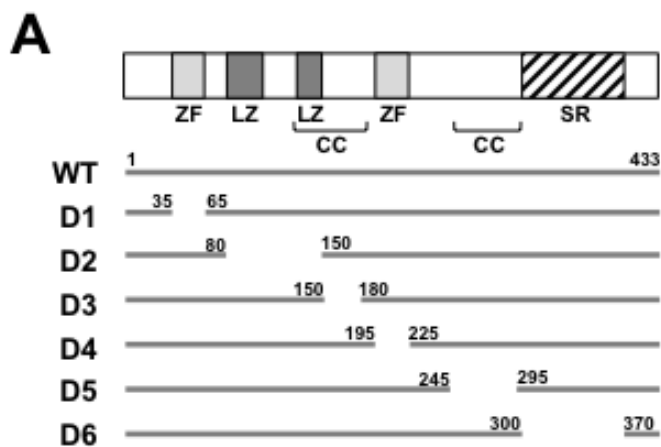 A
ZF LZ LZ ZF SR
CC CC
WT 1 433
D1 35 65
D2 80 150
D3 150 180
D4 195 225
D5 245 295
D6 300 370